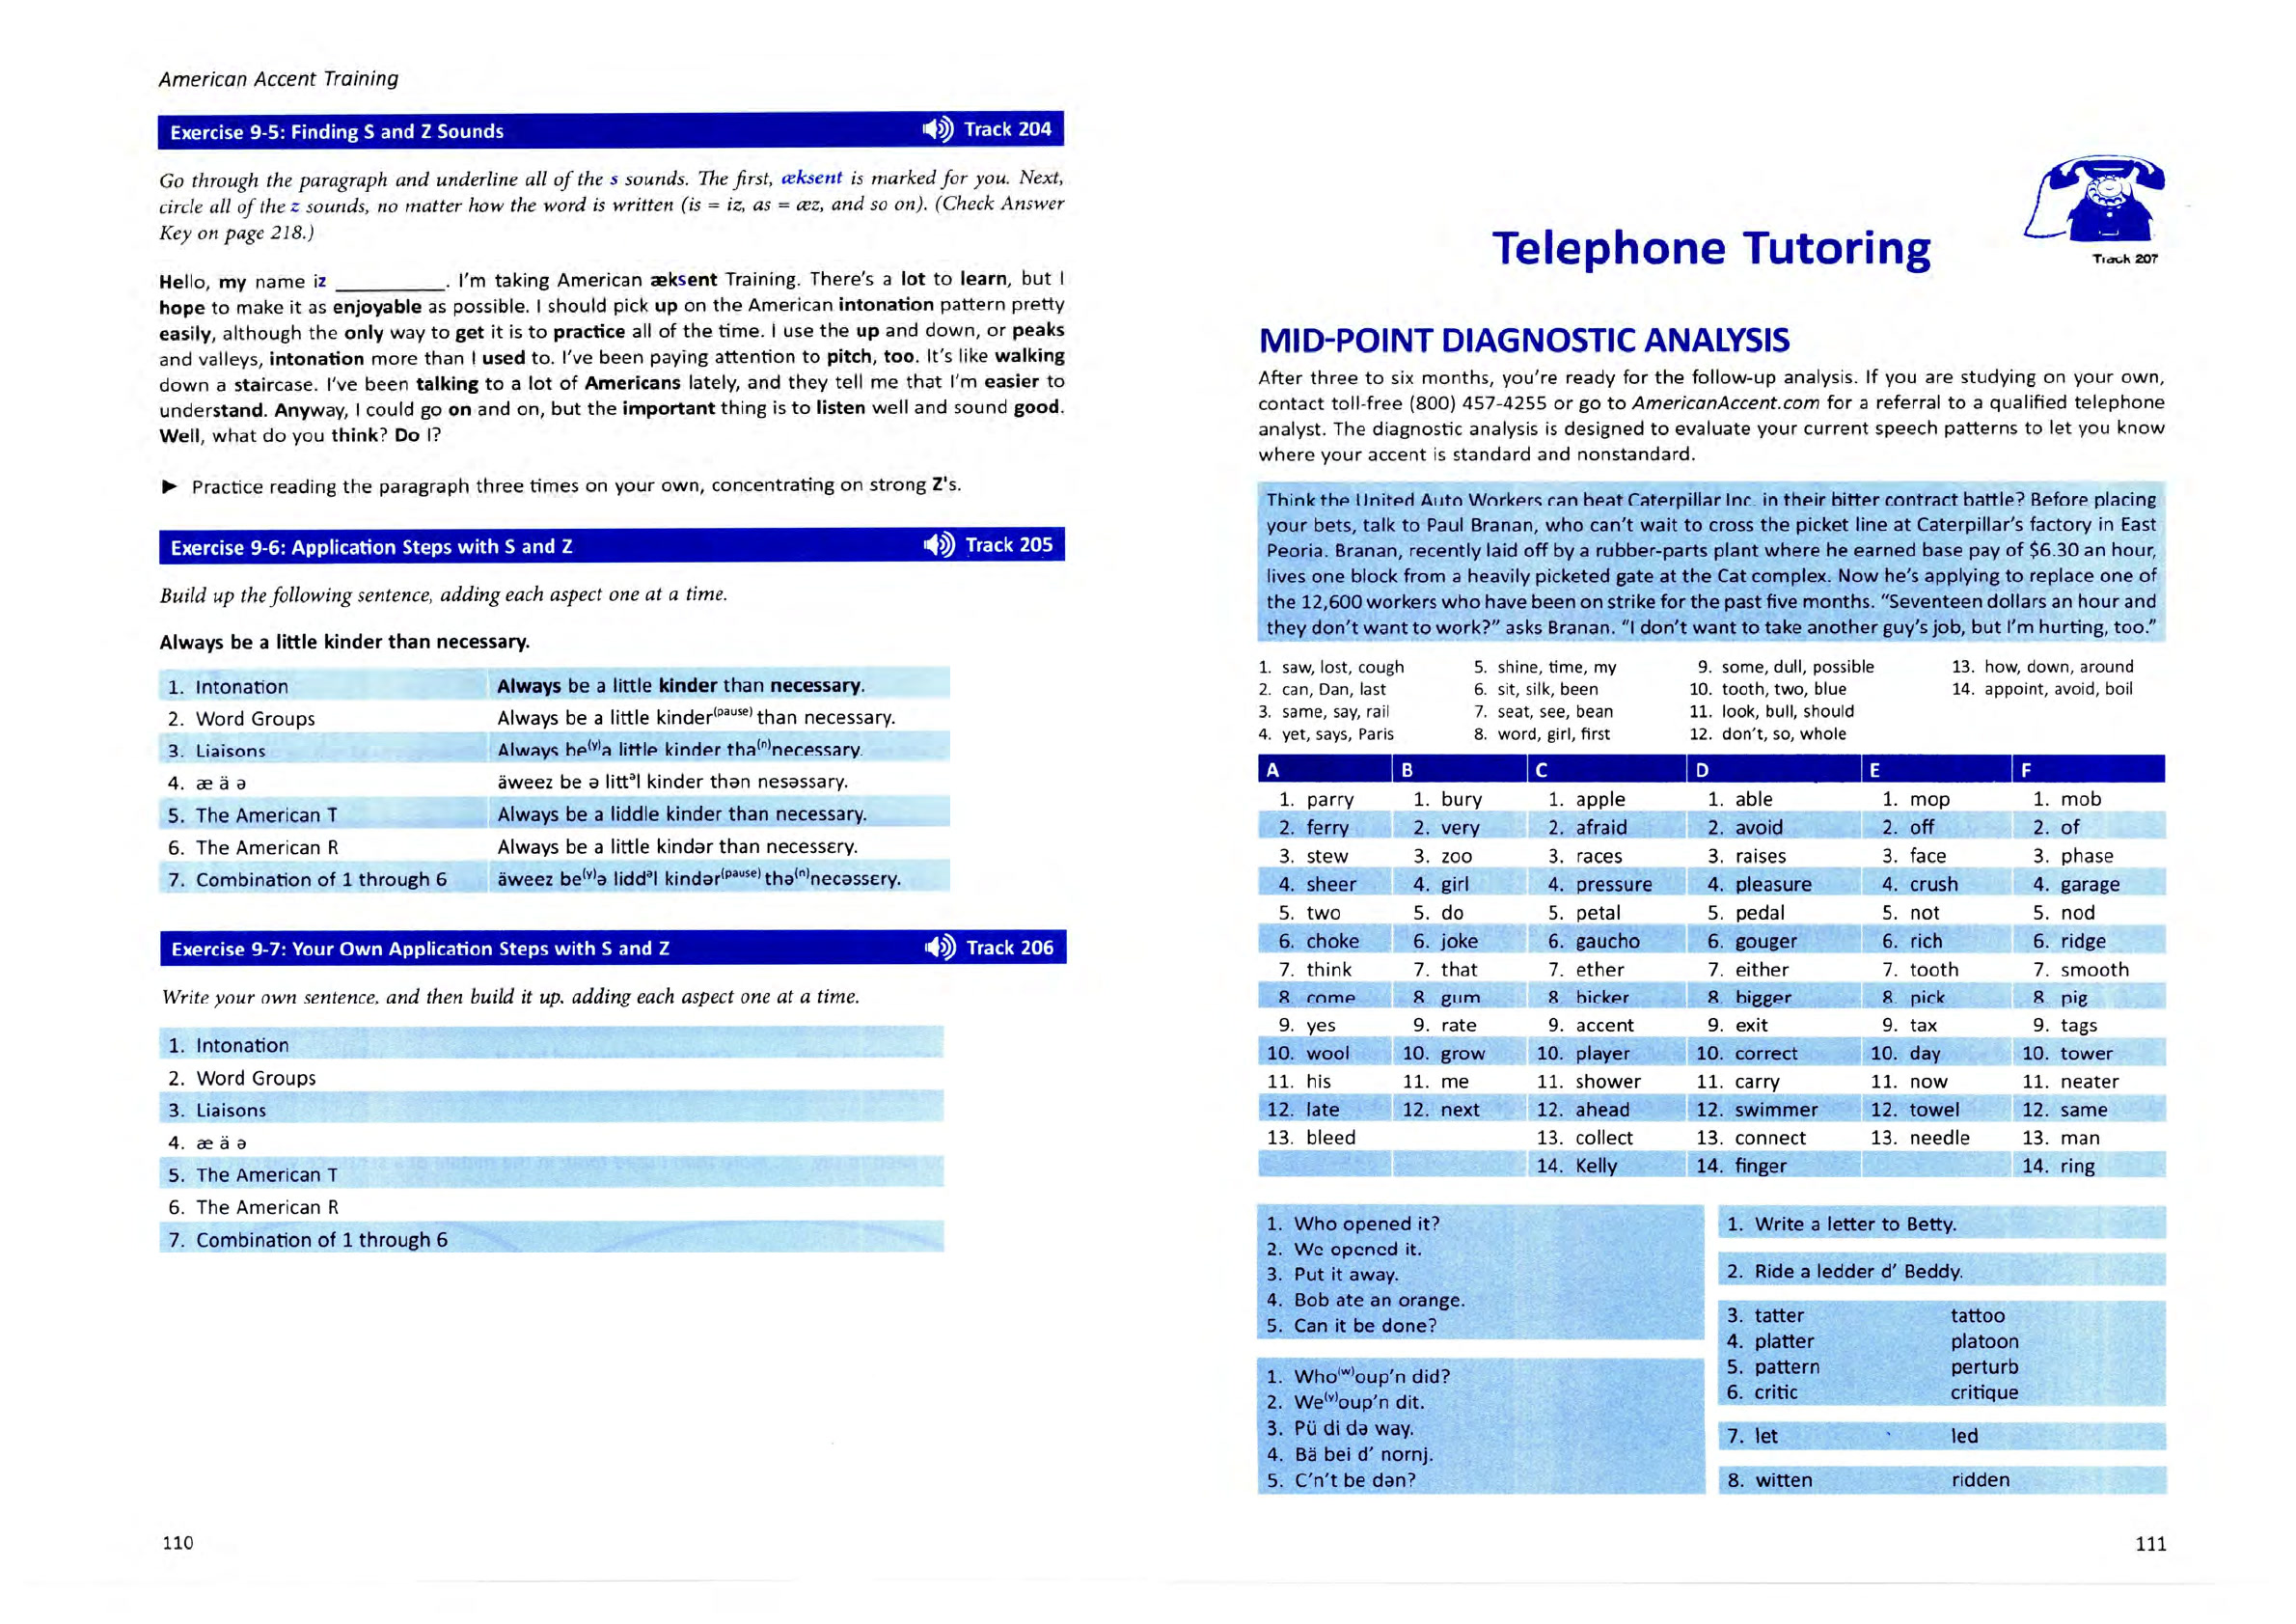 American Accent Training
Exercise 9-5: Finding S and Z Sounds Track 204
Go through the paragraph and underline all of the s sounds. The first, æksent is marked for you. Next,
circle all of the z sounds, no matter how the word is written (is = iz, as = æz, and so on). (Check Answer
Key on page 218.)
Hello, my name iz __________. I'm taking American æksent Training. There's a lot to learn, but I
hope to make it as enjoyable as possible. I should pick up on the American intonation pattern pretty
easily, although the only way to get it is to practice all of the time. I use the up and down, or peaks
and valleys, intonation more than I used to. I've been paying attention to pitch, too. It's like walking
down a staircase. I've been talking to a lot of Americans lately, and they tell me that I'm easier to
understand. Anyway, I could go on and on, but the important thing is to listen well and sound good.
Well, what do you think? Do I?
► Practice reading the paragraph three times on your own, concentrating on strong Z's.
Exercise 9-6: Application Steps with S and Z Track 205
Build up the following sentence, adding each aspect one at a time.
Always be a little kinder than necessary.
1. Intonation Always be a little kinder than necessary.
2. Word Groups Always be a little kinder(pause) than necessary.
3. Liaisons Always be(y)a little kinder tha(n)necessary.
4. æ ä ə äweez be ə littəl kinder thən nesəssary.
5. The American T Always be a liddle kinder than necessary.
6. The American R Always be a little kindər than necessɛry.
7. Combination of 1 through 6 äweez be(y)ə liddəl kindər(pause) thə(n)necəssɛry.
Exercise 9-7: Your Own Application Steps with S and Z Track 206
Write your own sentence, and then build it up, adding each aspect one at a time.
1. Intonation
2. Word Groups
3. Liaisons
4. æ ä ə
5. The American T
6. The American R
7. Combination of 1 through 6
110
Telephone Tutoring
Track 207
MID-POINT DIAGNOSTIC ANALYSIS
After three to six months, you're ready for the follow-up analysis. If you are studying on your own,
contact toll-free (800) 457-4255 or go to AmericanAccent.com for a referral to a qualified telephone
analyst. The diagnostic analysis is designed to evaluate your current speech patterns to let you know
where your accent is standard and nonstandard.
Think the United Auto Workers can beat Caterpillar Inc. in their bitter contract battle? Before placing
your bets, talk to Paul Branan, who can't wait to cross the picket line at Caterpillar's factory in East
Peoria. Branan, recently laid off by a rubber-parts plant where he earned base pay of $6.30 an hour,
lives one block from a heavily picketed gate at the Cat complex. Now he's applying to replace one of
the 12,600 workers who have been on strike for the past five months. "Seventeen dollars an hour and
they don't want to work?" asks Branan. "I don't want to take another guy's job, but I'm hurting, too."
1. saw, lost, cough 5. shine, time, my 9. some, dull, possible 13. how, down, around
2. can, Dan, last 6. sit, silk, been 10. tooth, two, blue 14. appoint, avoid, boil
3. same, say, rail 7. seat, see, bean 11. look, bull, should
4. yet, says, Paris 8. word, girl, first 12. don't, so, whole
A B C D E F
1. parry 1. bury 1. apple 1. able 1. mop 1. mob
2. ferry 2. very 2. afraid 2. avoid 2. off 2. of
3. stew 3. zoo 3. races 3. raises 3. face 3. phase
4. sheer 4. girl 4. pressure 4. pleasure 4. crush 4. garage
5. two 5. do 5. petal 5. pedal 5. not 5. nod
6. choke 6. joke 6. gaucho 6. gouger 6. rich 6. ridge
7. think 7. that 7. ether 7. either 7. tooth 7. smooth
8. come 8. gum 8. bicker 8. bigger 8. pick 8. pig
9. yes 9. rate 9. accent 9. exit 9. tax 9. tags
10. wool 10. grow 10. player 10. correct 10. day 10. tower
11. his 11. me 11. shower 11. carry 11. now 11. neater
12. late 12. next 12. ahead 12. swimmer 12. towel 12. same
13. bleed 13. collect 13. connect 13. needle 13. man
14. Kelly 14. finger 14. ring
1. Who opened it?
2. We opened it.
3. Put it away.
4. Bob ate an orange.
5. Can it be done?
1. Who(w)oup'n did?
2. We(y)oup'n dit.
3. Pü di də way.
4. Bä bei d' nornj.
5. C'n't be dən?
1. Write a letter to Betty.
2. Ride a ledder d' Beddy.
3. tatter tattoo
4. platter platoon
5. pattern perturb
6. critic critique
7. let led
8. witten ridden
111